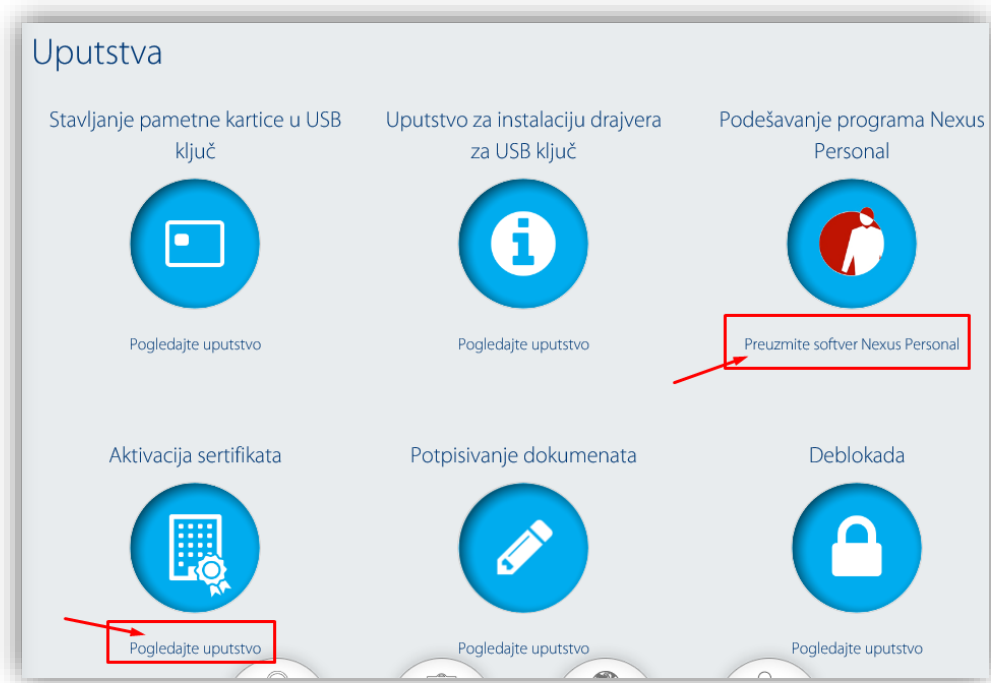 Uputstva
Stavljanje pametne kartice u USB
ključ
Pogledajte uputstvo
Uputstvo za instalaciju drajvera
za USB ključ
Pogledajte uputstvo
Podešavanje programa Nexus
Personal
Preuzmite softver Nexus Personal
Aktivacija sertifikata
Pogledajte uputstvo
Potpisivanje dokumenata
Pogledajte uputstvo
Deblokada
Pogledajte uputstvo